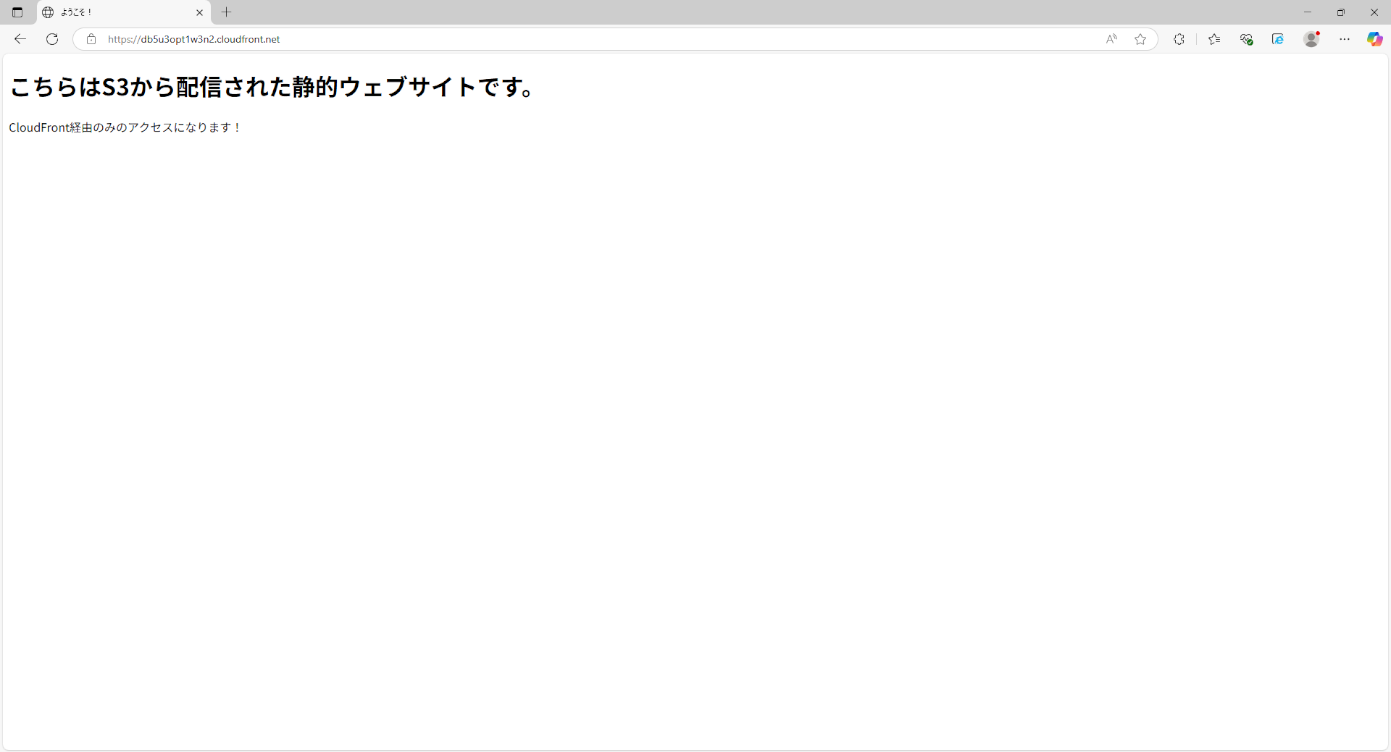 ようこそ！
https://db5u3opt1w3n2.cloudfront.net
こちらはS3から配信された静的ウェブサイトです。
CloudFront経由のみのアクセスになります！